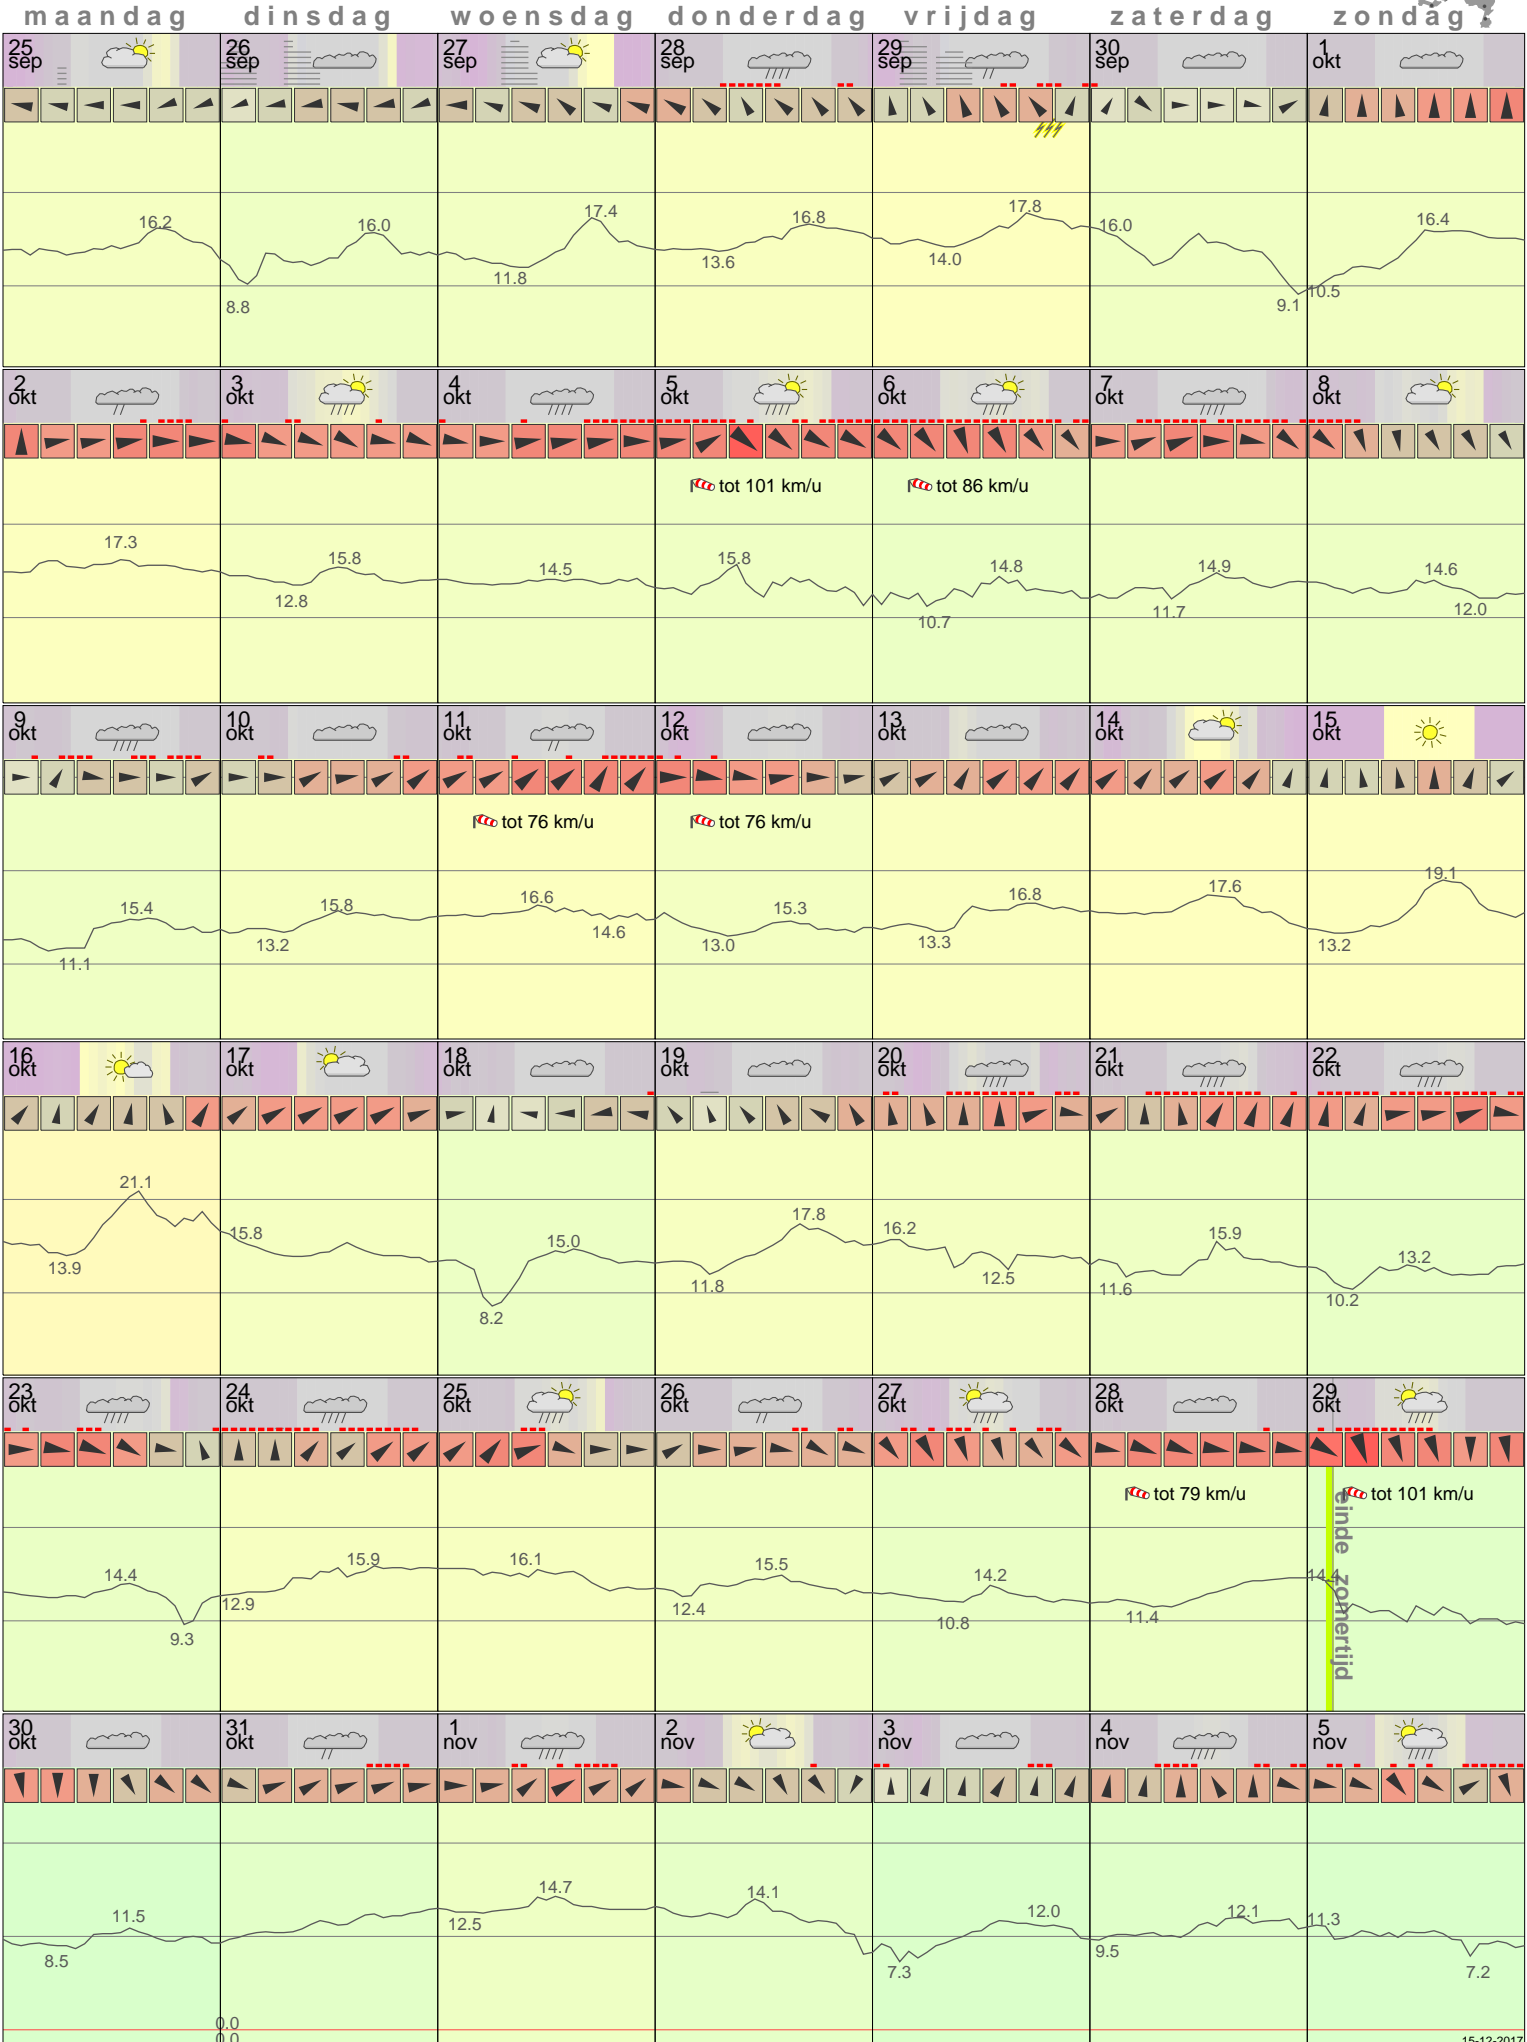 maandag dinsdag woensdag donderdag vrijdag zaterdag zondag
25 26 27 28 29 30 1
sep sep sep sep sep sep okt
16.2 16.0 17.4 16.8 17.8 16.0 16.4
8.8 11.8 13.6 14.0 9.1 10.5
2 3 4 5 6 7 8
okt okt okt okt okt okt okt
tot 101 km/u tot 86 km/u
17.3 15.8 14.5 15.8 14.8 14.9 14.6
12.8 10.7 11.7 12.0
9 10 11 12 13 14 15
okt okt okt okt okt okt okt
tot 76 km/u tot 76 km/u
15.4 15.8 16.6 15.3 16.8 17.6 19.1
11.1 13.2 14.6 13.0 13.3 13.2
16 17 18 19 20 21 22
okt okt okt okt okt okt okt
21.1 15.8 15.0 17.8 16.2 15.9 13.2
13.9 8.2 11.8 12.5 11.6 10.2
23 24 25 26 27 28 29
okt okt okt okt okt okt okt
tot 79 km/u tot 101 km/u
einde zomertijd
14.4 15.9 16.1 15.5 14.2 14.4
9.3 12.9 12.4 10.8 11.4
30 31 1 2 3 4 5
okt okt nov nov nov nov nov
11.5 14.7 14.1 12.0 12.1 11.3
8.5 12.5 7.3 9.5 7.2
0.0
0.0
15-12-2017